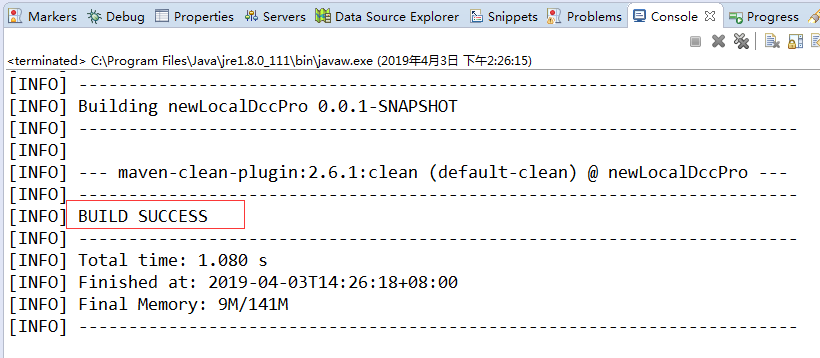 Markers Debug Properties Servers Data Source Explorer Snippets Problems Console Progress
<terminated> C:\Program Files\Java\jre1.8.0_111\bin\javaw.exe (2019年4月3日 下午2:26:15)
[INFO] ------------------------------------------------------------------------
[INFO] Building newLocalDccPro 0.0.1-SNAPSHOT
[INFO] ------------------------------------------------------------------------
[INFO]
[INFO] --- maven-clean-plugin:2.6.1:clean (default-clean) @ newLocalDccPro ---
[INFO] ------------------------------------------------------------------------
[INFO] BUILD SUCCESS
[INFO] ------------------------------------------------------------------------
[INFO] Total time: 1.080 s
[INFO] Finished at: 2019-04-03T14:26:18+08:00
[INFO] Final Memory: 9M/141M
[INFO] ------------------------------------------------------------------------